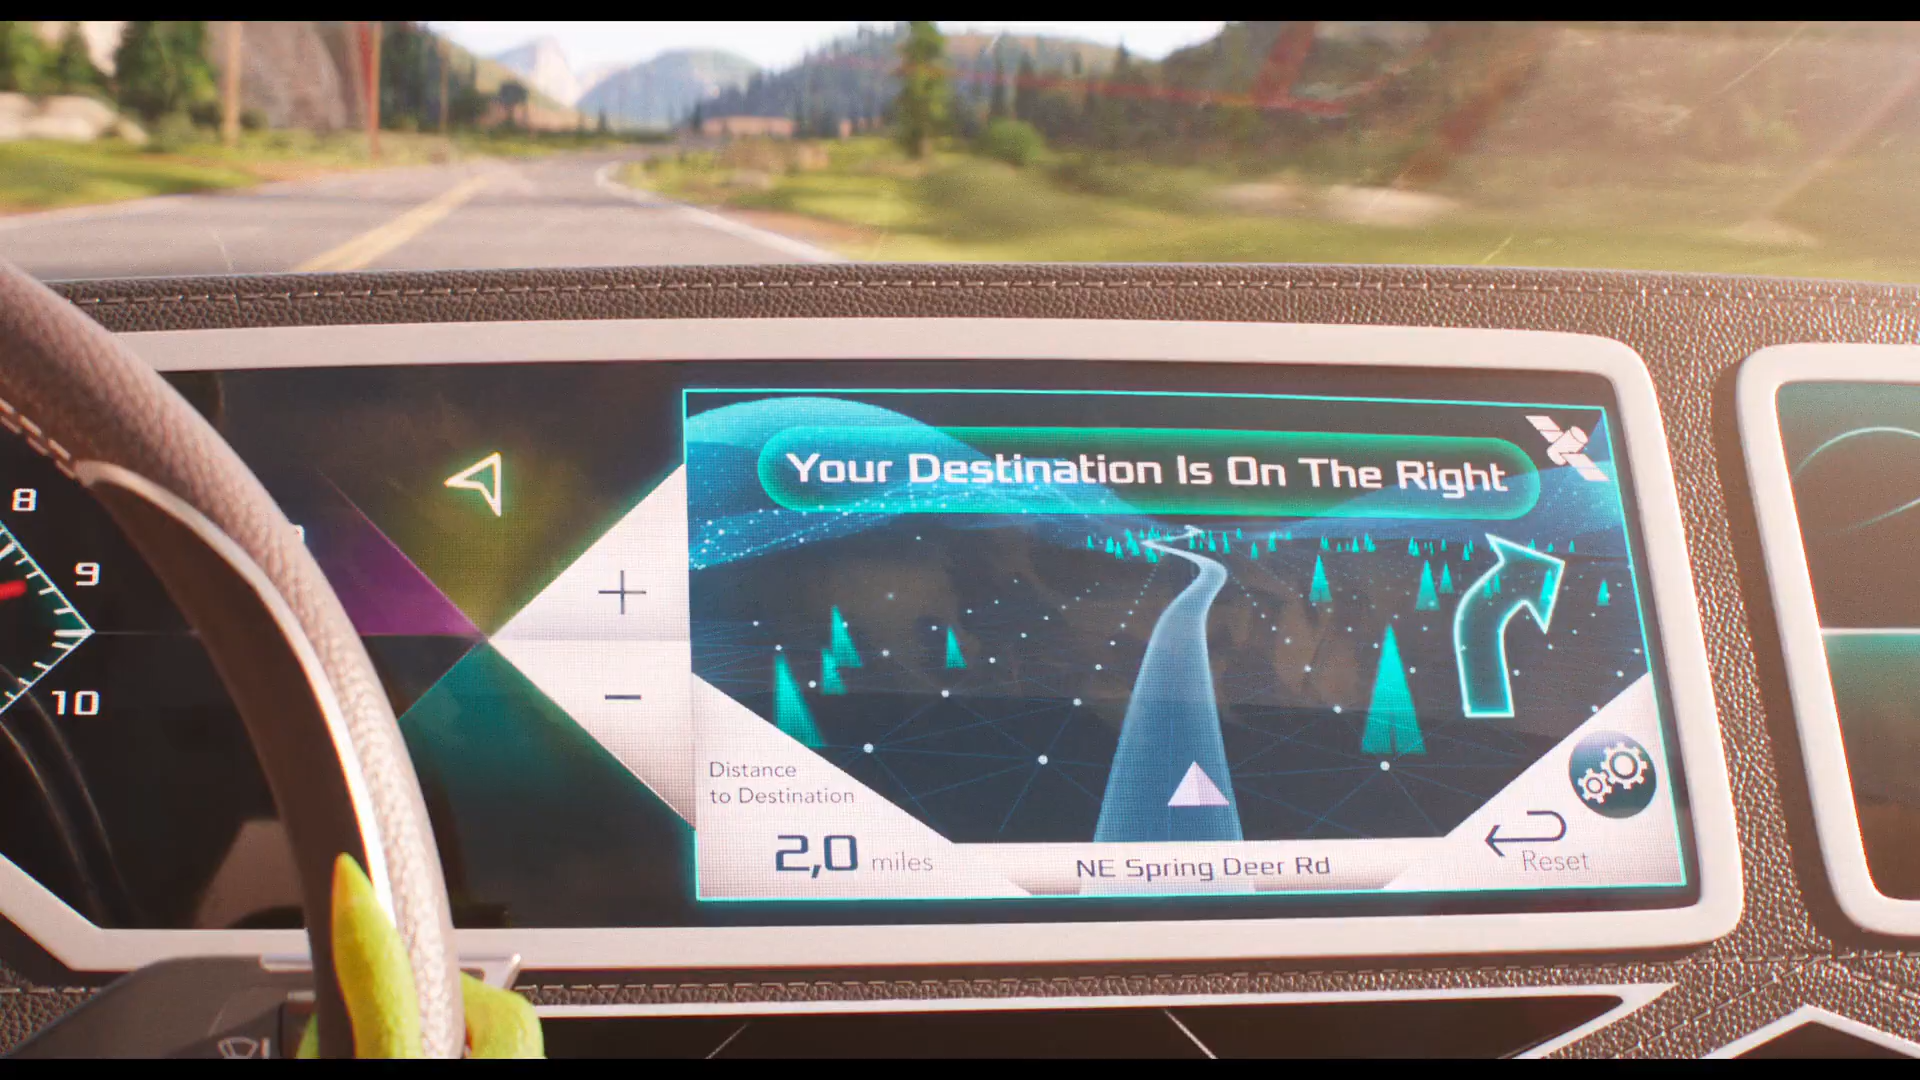 8
9
10
Your Destination Is On The Right
+
−
Distance
to Destination
2,0 miles
NE Spring Deer Rd
Reset